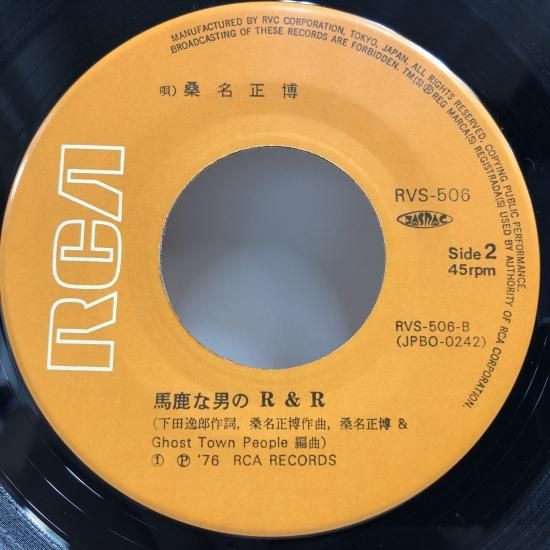 MANUFACTURED BY RVC CORPORATION, TOKYO, JAPAN. ALL RIGHTS RESERVED. COPYING PUBLIC PERFORMANCE,
BROADCASTING OF THESE RECORDS ARE FORBIDDEN. TM(S)® REG MARCA(S) REGISTRADA(S) USED BY AUTHORITY OF RCA CORPORATION.
唄)桑名正博
RCA
RVS-506
JASRAC
Side 2
45rpm
RVS-506-B
(JPBO-0242)
馬鹿な男の R & R
(下田逸郎作詞, 桑名正博作曲, 桑名正博 &
Ghost Town People 編曲)
① Ⓟ '76 RCA RECORDS